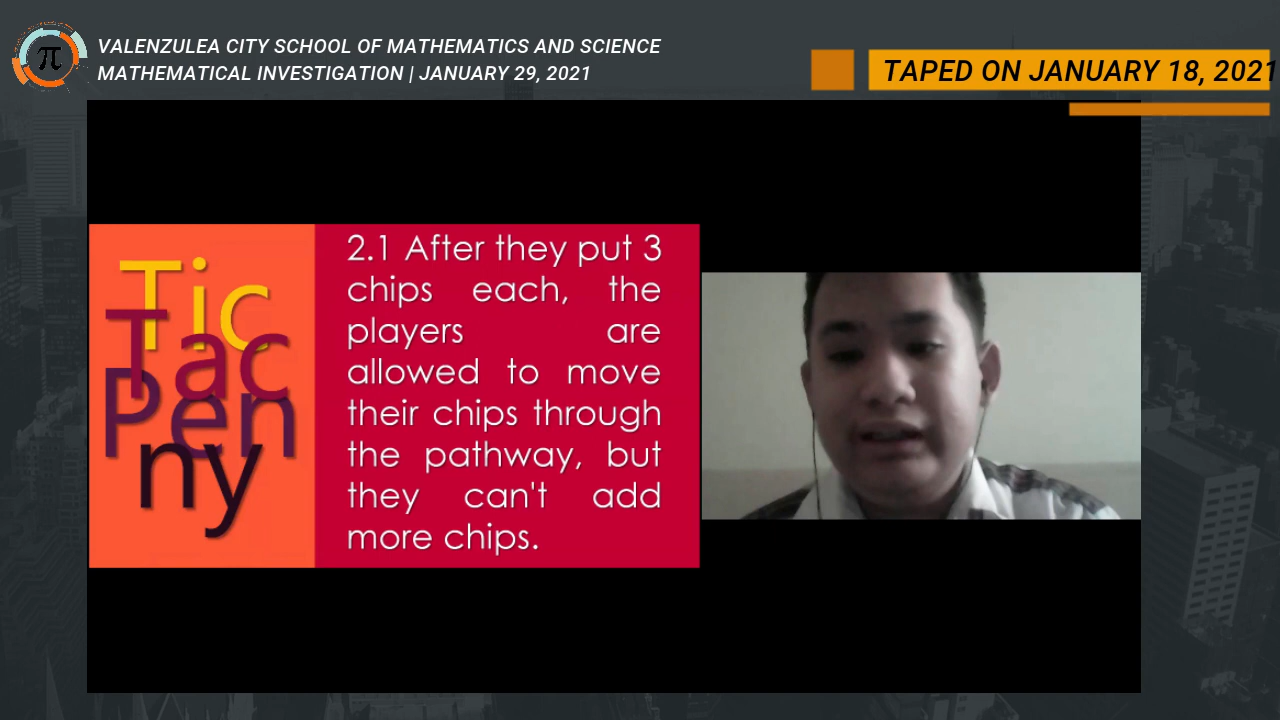 π
VALENZULEA CITY SCHOOL OF MATHEMATICS AND SCIENCE
MATHEMATICAL INVESTIGATION | JANUARY 29, 2021
TAPED ON JANUARY 18, 2021
Tic
Tac
Pen
ny
2.1 After they put 3
chips each, the
players are
allowed to move
their chips through
the pathway, but
they can't add
more chips.